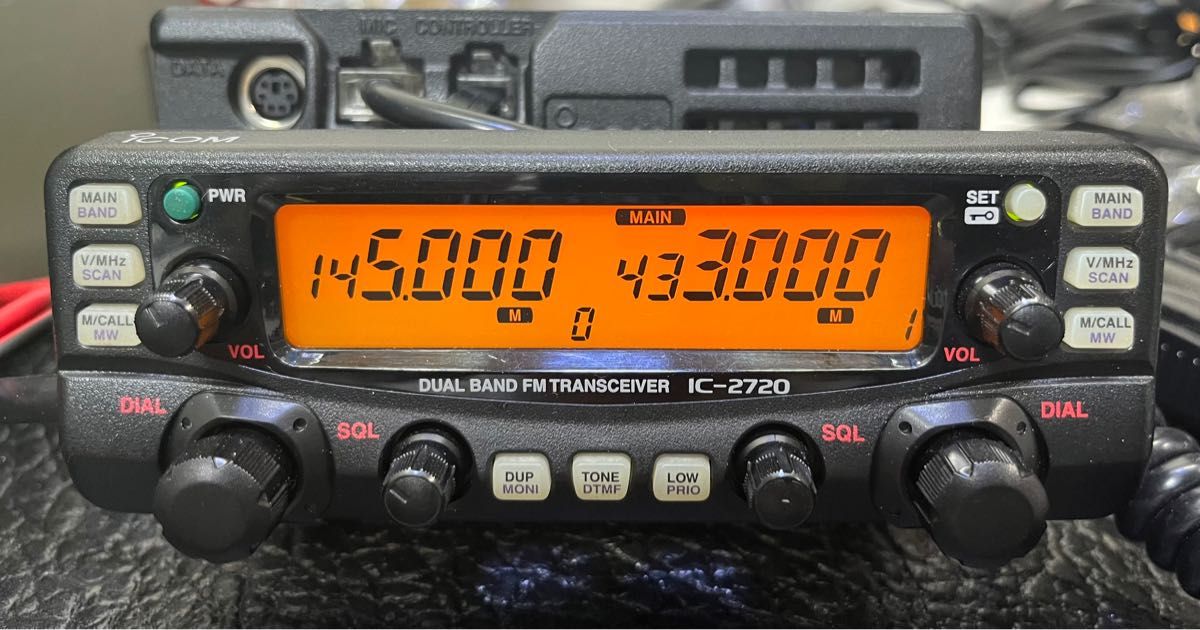 MIC CONTROLLER
DATA
ICOM
MAIN
BAND
PWR
MAIN
SET
MAIN
BAND
V/MHz
SCAN
145.000
433.000
V/MHz
SCAN
M/CALL
MW
M
0
M
1
M/CALL
MW
VOL
VOL
DUAL BAND FM TRANSCEIVER IC-2720
DIAL
SQL
SQL
DIAL
DUP
MONI
TONE
DTMF
LOW
PRIO